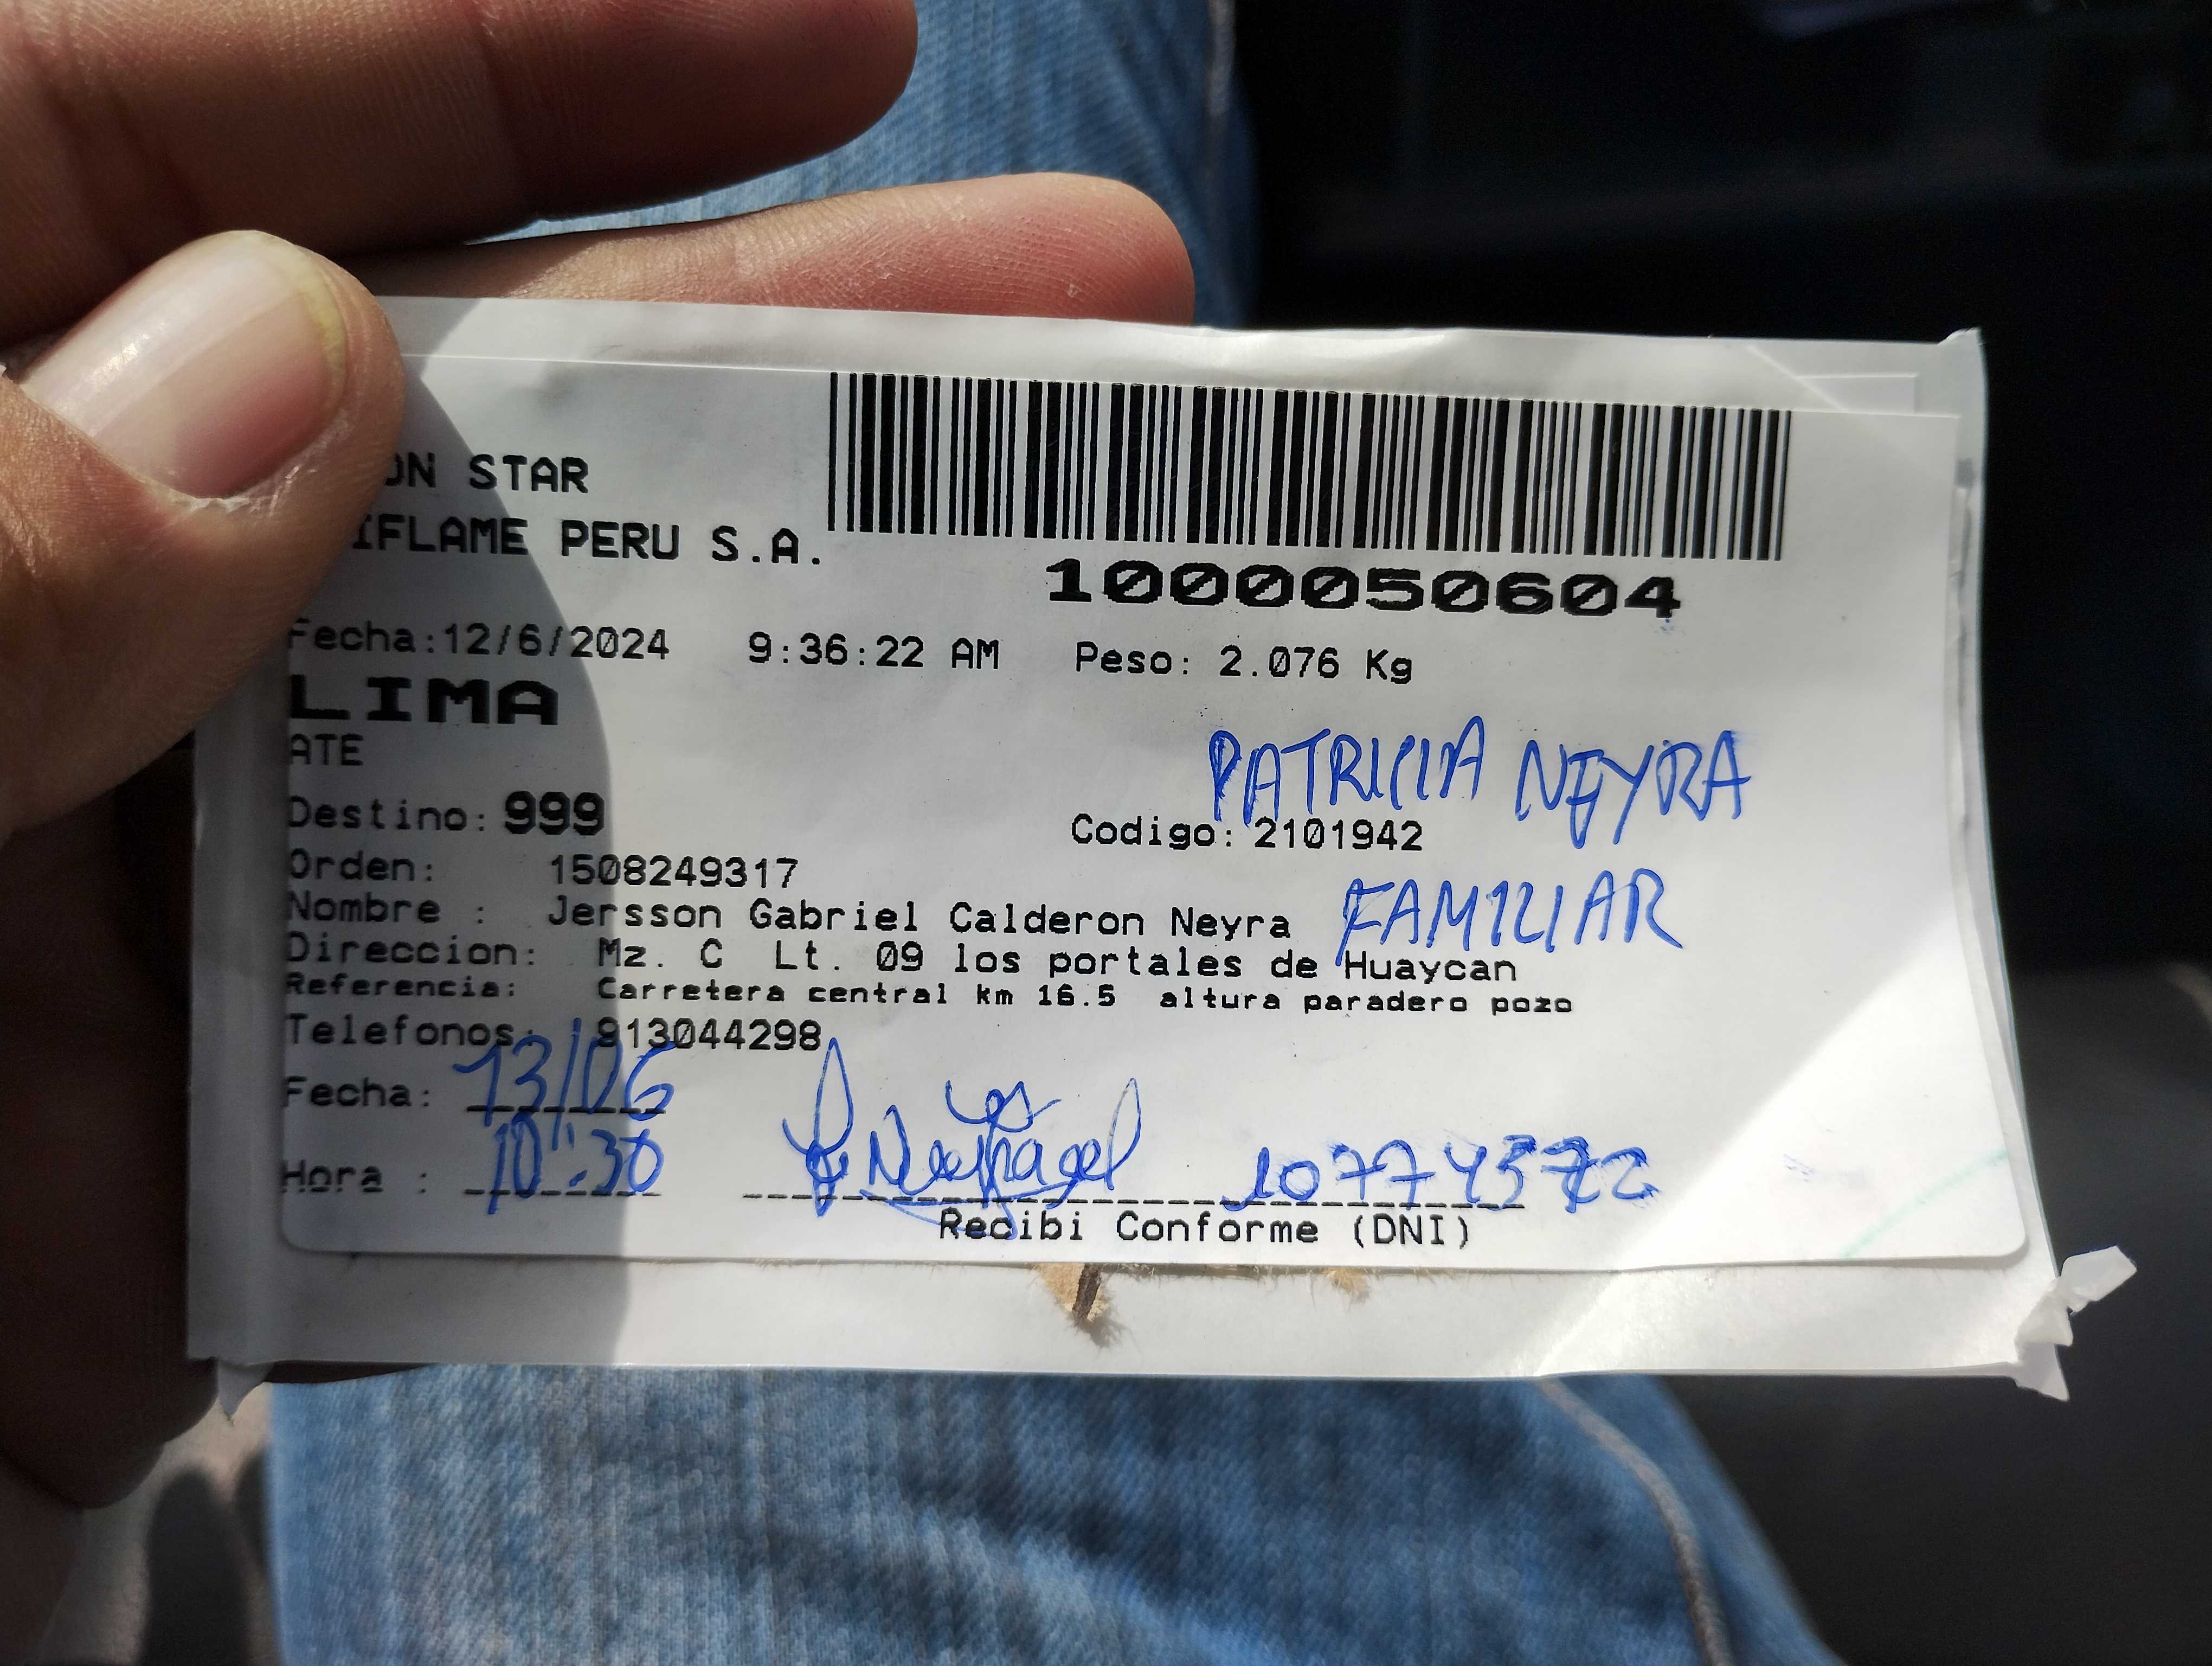 ON STAR
IFLAME PERU S.A.
1000050604
Fecha:12/6/2024 9:36:22 AM Peso: 2.076 Kg
LIMA
ATE
PATRICIA NEYRA
Destino: 999
Codigo: 2101942
Orden: 1508249317
Nombre : Jersson Gabriel Calderon Neyra FAMILIAR
Direccion: Mz. C Lt. 09 los portales de Huaycan
Referencia: Carretera central km 16.5 altura paradero pozo
Telefonos: 913044298
Fecha: 13/06
Hora : 10:30
Recibi Conforme (DNI)